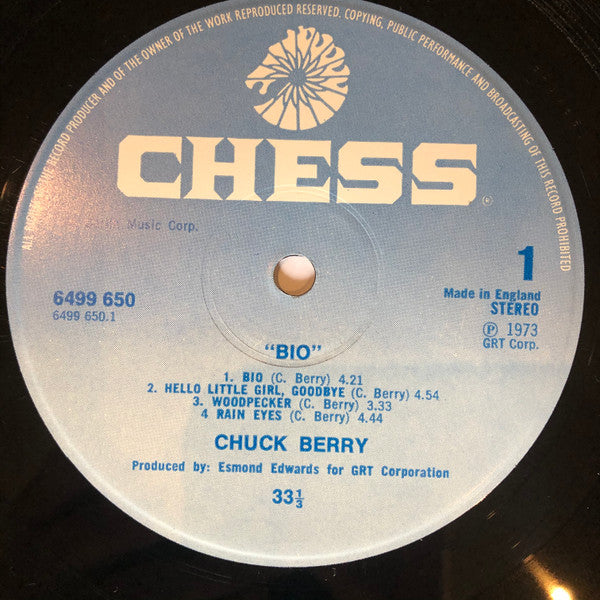 ALL RECORD PRODUCER AND OF THE OWNER OF THE WORK REPRODUCED RESERVED. COPYING, PUBLIC PERFORMANCE AND BROADCASTING OF THIS RECORD PROHIBITED
CHESS®
Music Corp.
1
6499 650
6499 650.1
Made in England
STEREO
Ⓟ 1973
GRT Corp.
"BIO"
1. BIO (C. Berry) 4.21
2. HELLO LITTLE GIRL, GOODBYE (C. Berry) 4.54
3. WOODPECKER (C. Berry) 3.33
4 RAIN EYES (C. Berry) 4.44
CHUCK BERRY
Produced by: Esmond Edwards for GRT Corporation
33⅓